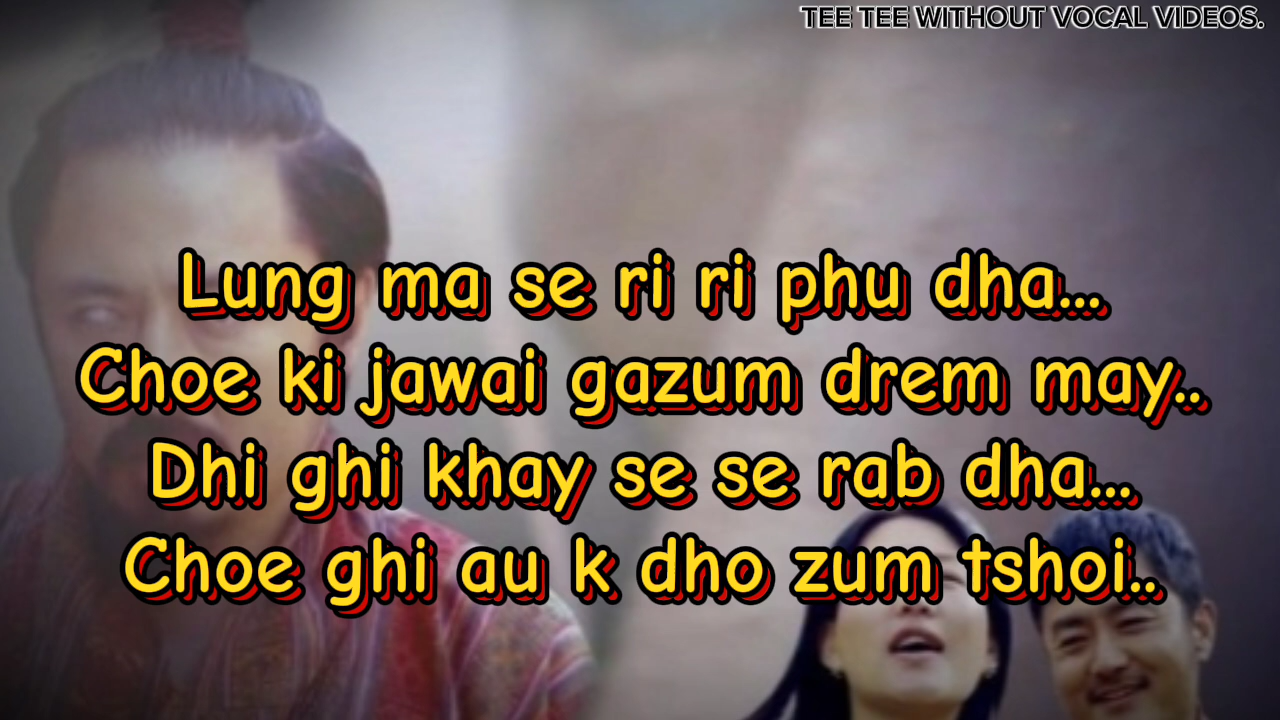 TEE TEE WITHOUT VOCAL VIDEOS.
Lung ma se ri ri phu dha...
Choe ki jawai gazum drem may..
Dhi ghi khay se se rab dha...
Choe ghi au k dho zum tshoi..